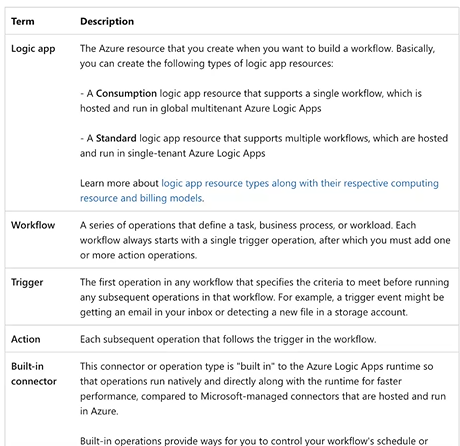 Term Description
Logic app The Azure resource that you create when you want to build a workflow. Basically,
you can create the following types of logic app resources:
- A Consumption logic app resource that supports a single workflow, which is
hosted and run in global multitenant Azure Logic Apps
- A Standard logic app resource that supports multiple workflows, which are hosted
and run in single-tenant Azure Logic Apps
Learn more about logic app resource types along with their respective computing
resource and billing models.
Workflow A series of operations that define a task, business process, or workload. Each
workflow always starts with a single trigger operation, after which you must add one
or more action operations.
Trigger The first operation in any workflow that specifies the criteria to meet before running
any subsequent operations in that workflow. For example, a trigger event might be
getting an email in your inbox or detecting a new file in a storage account.
Action Each subsequent operation that follows the trigger in the workflow.
Built-in This connector or operation type is "built in" to the Azure Logic Apps runtime so
connector that operations run natively and directly along with the runtime for faster
performance, compared to Microsoft-managed connectors that are hosted and run
in Azure.
Built-in operations provide ways for you to control your workflow's schedule or